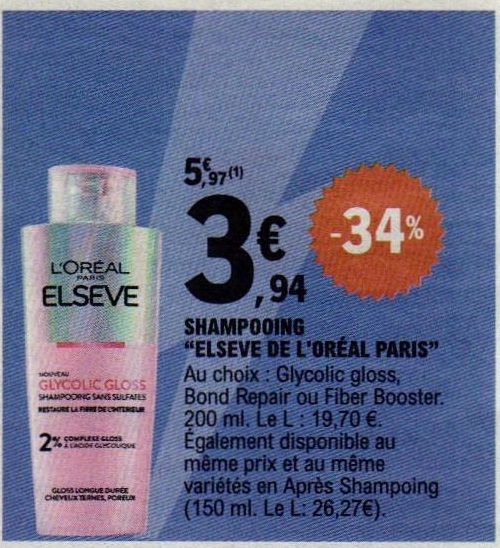 5€,97(1)
3€,94
-34%
SHAMPOOING
"ELSEVE DE L'ORÉAL PARIS"
Au choix : Glycolic gloss,
Bond Repair ou Fiber Booster.
200 ml. Le L : 19,70 €.
Également disponible au
même prix et au même
variétés en Après Shampoing
(150 ml. Le L: 26,27€).
L'ORÉAL
PARIS
ELSEVE
NOUVEAU
GLYCOLIC GLOSS
SHAMPOOING SANS SULFATES
RESTAURE LA FIBRE DE L'INTERIEUR
2% COMPLEXE GLOSS
À L'ACIDE GLYCOLIQUE
GLOSS LONGUE DURÉE
CHEVEUX TERNES, POREUX